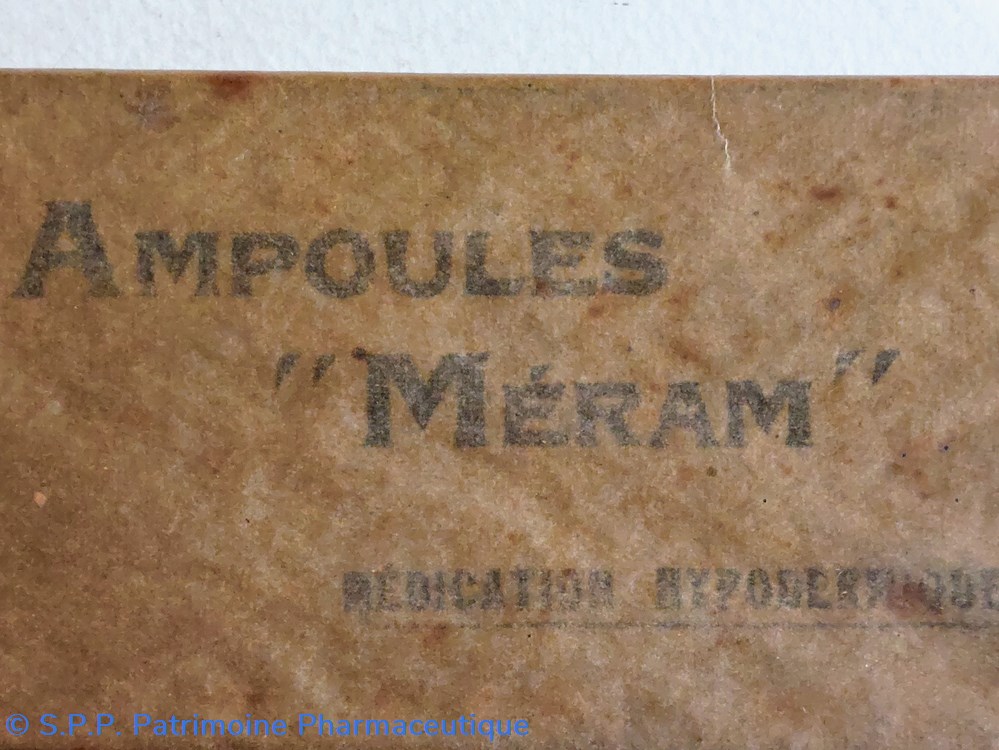 AMPOULES
"MÉRAM"
MÉDICATION HYPODERMIQUE
© S.P.P. Patrimoine Pharmaceutique